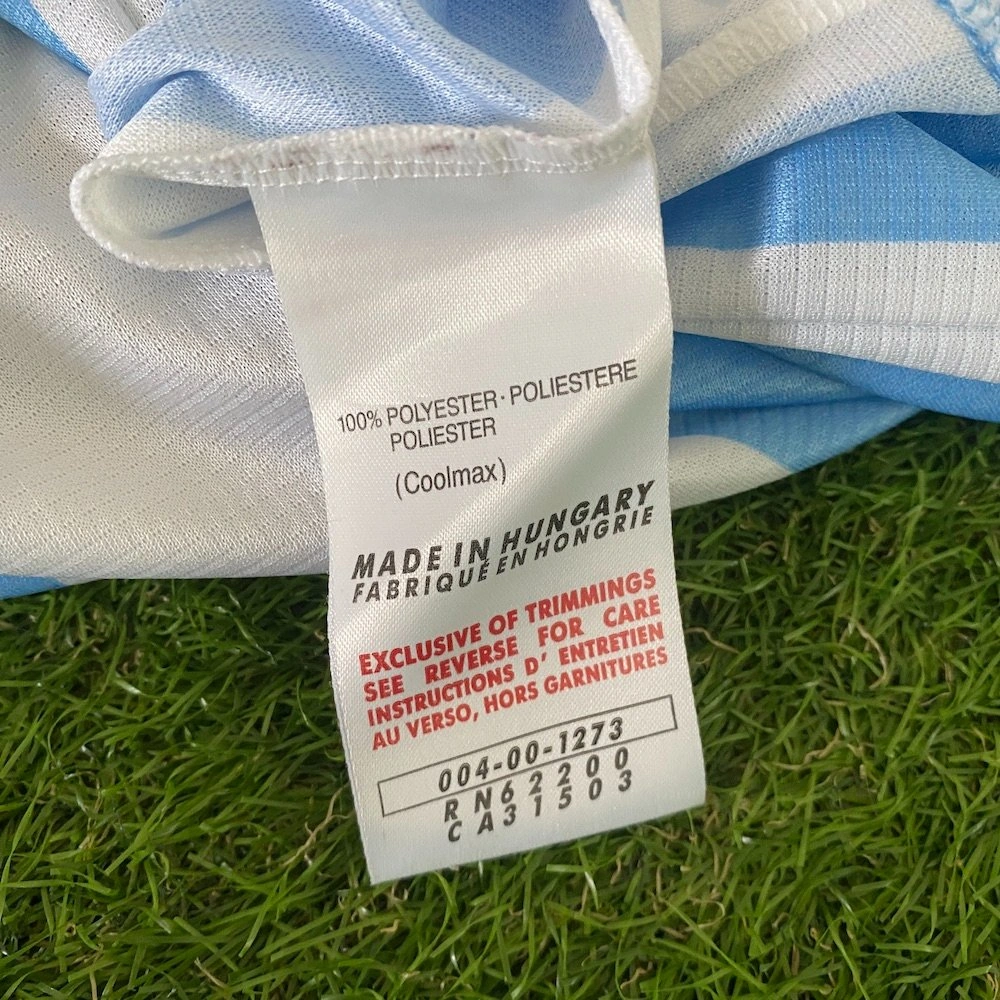 100% POLYESTER · POLIESTERE
POLIESTER
(Coolmax)
MADE IN HUNGARY
FABRIQUE EN HONGRIE
EXCLUSIVE OF TRIMMINGS
SEE REVERSE FOR CARE
INSTRUCTIONS D' ENTRETIEN
AU VERSO, HORS GARNITURES
004-00-1273
RN62200
CA31503